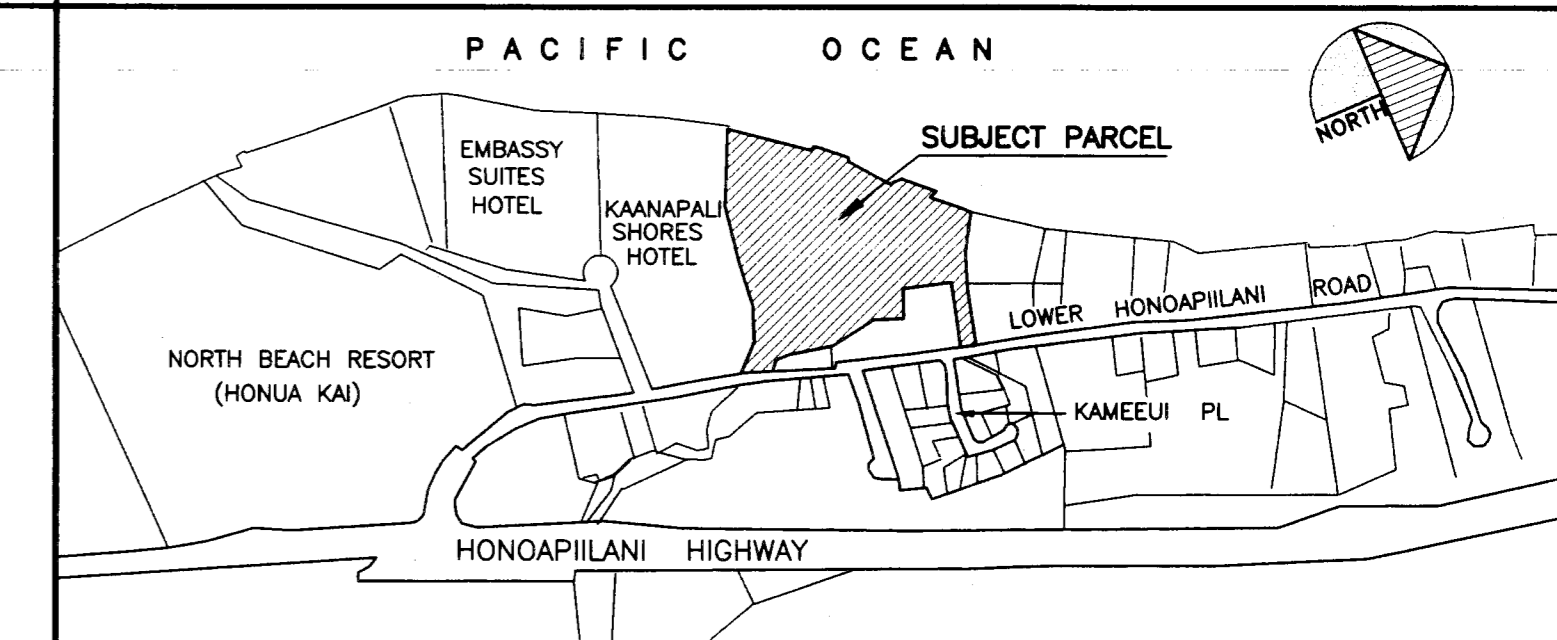 PACIFIC OCEAN
NORTH
SUBJECT PARCEL
EMBASSY
SUITES
HOTEL
KAANAPALI
SHORES
HOTEL
LOWER HONOAPIILANI ROAD
NORTH BEACH RESORT
(HONUA KAI)
KAMEEUI PL
HONOAPIILANI HIGHWAY